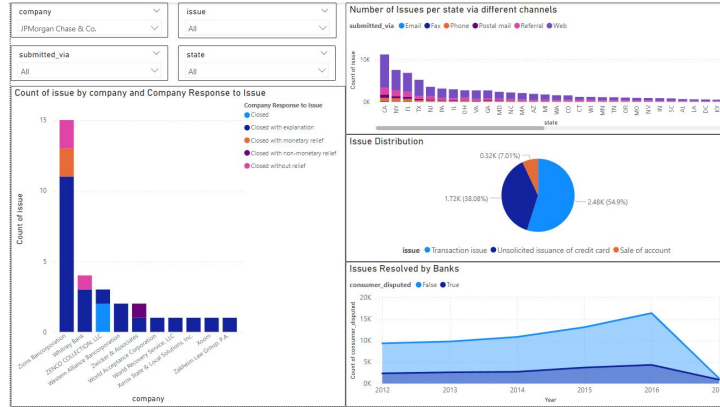 company
JPMorgan Chase & Co.
issue
All
submitted_via
All
state
All
Count of issue by company and Company Response to Issue
Company Response to Issue
Closed
Closed with explanation
Closed with monetary relief
Closed with non-monetary relief
Closed without relief
Count of issue
15
10
5
0
Zions Bancorporation
Whitney Bank
ZENCO COLLECTION, LLC
Western Alliance Bancorporation
Zwicker & Associates
World Acceptance Corporation
World Recovery Service, LLC
Xerox State & Local Solutions, Inc.
Xoom
Zakheim Law Group, P.A.
company
Number of Issues per state via different channels
submitted_via Email Fax Phone Postal mail Referral Web
Count of issue
10K
0K
CA NY FL TX NJ PA IL OH VA GA MD NC MA AZ MI WA CO CT WI MN TN OR MO NV IN SC AL LA DC KY
state
Issue Distribution
0.32K (7.01%)
1.72K (38.08%)
2.48K (54.9%)
issue Transaction issue Unsolicited issuance of credit card Sale of account
Issues Resolved by Banks
consumer_disputed False True
Count of consumer_disputed
20K
15K
10K
5K
0K
2012 2013 2014 2015 2016 20
Year